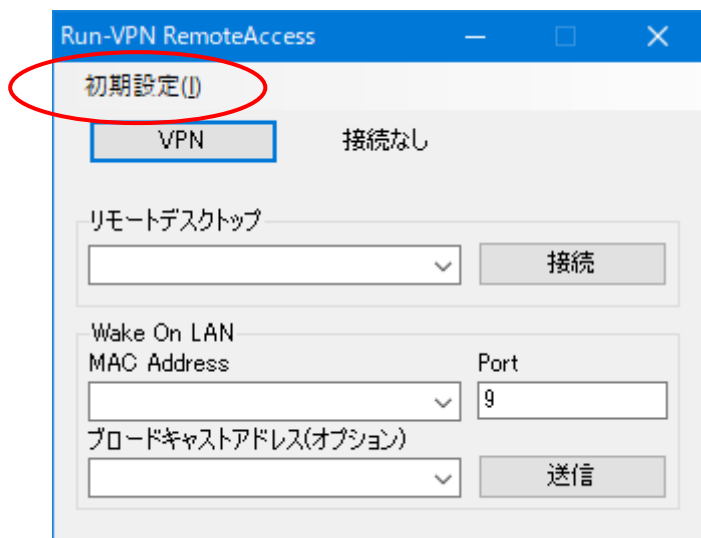 Run-VPN RemoteAccess
初期設定(I)
VPN 接続なし
リモートデスクトップ
接続
Wake On LAN
MAC Address Port
9
ブロードキャストアドレス(オプション)
送信